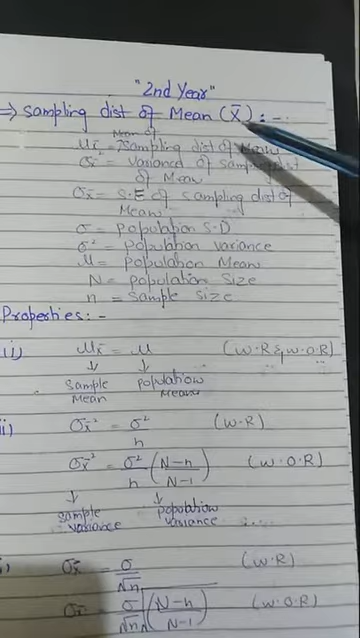 "2nd Year"
⇒ Sampling dist of Mean (X̄) : -
Mean of
μx̄ = Sampling dist of Mean
σx̄² = variance of sampling dist
of Mean
σx̄ = S.E of sampling dist of
Mean
σ = population S.D
σ² = population variance
μ = population Mean
N = population size
n = sample size
Properties: -
i) μx̄ = μ (W.R & W.O.R)
↓ ↓
Sample population
Mean Mean
ii) σx̄² = σ²/n (W.R)
σx̄² = σ²/n (N-n/N-1) (W.O.R)
↓ ↓
Sample population
variance variance
σx̄ = σ/√n (W.R)
σx̄ = σ/√n √(N-n/N-1) (W.O.R)